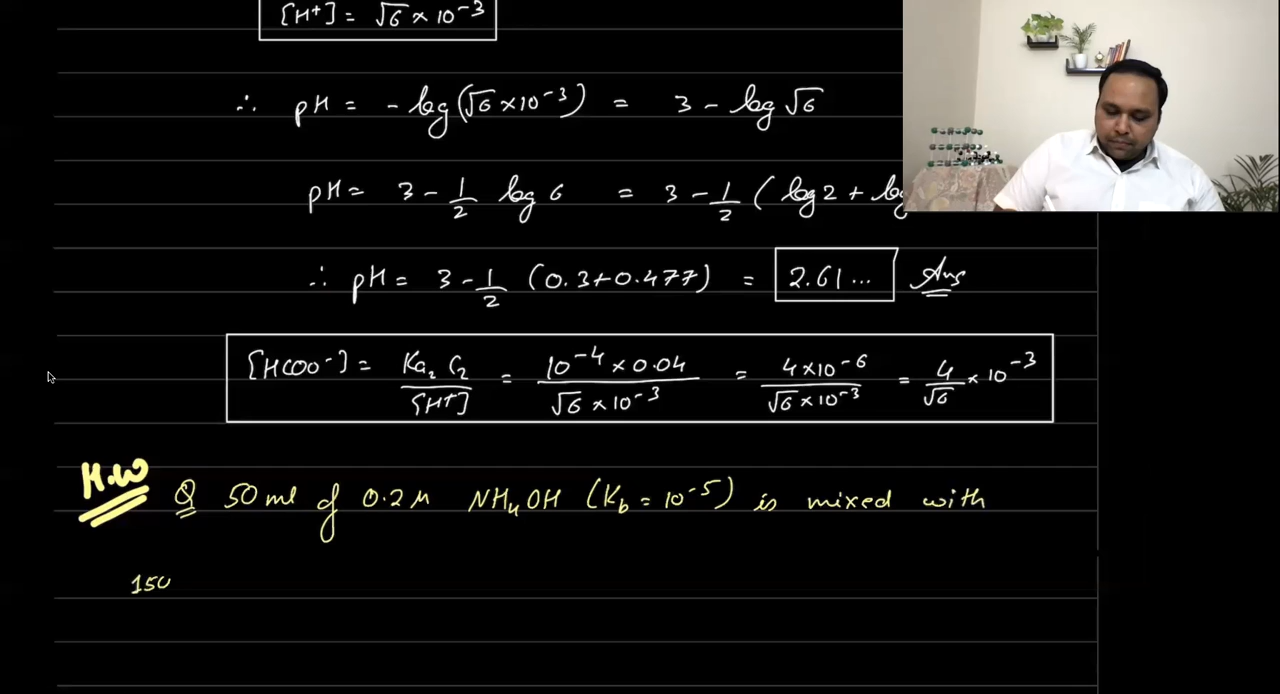 [H+] = √6 × 10⁻³
∴ pH = - log(√6 × 10⁻³) = 3 - log √6
pH = 3 - 1/2 log 6 = 3 - 1/2 ( log 2 + log
∴ pH = 3 - 1/2 (0.3 + 0.477) = 2.61... Ans
[HCOO⁻] = Ka₂ C₂ / [H+] = 10⁻⁴ × 0.04 / √6 × 10⁻³ = 4 × 10⁻⁶ / √6 × 10⁻³ = 4/√6 × 10⁻³
H.W Q 50 ml of 0.2 M NH₄OH (Kb = 10⁻⁵) is mixed with
150